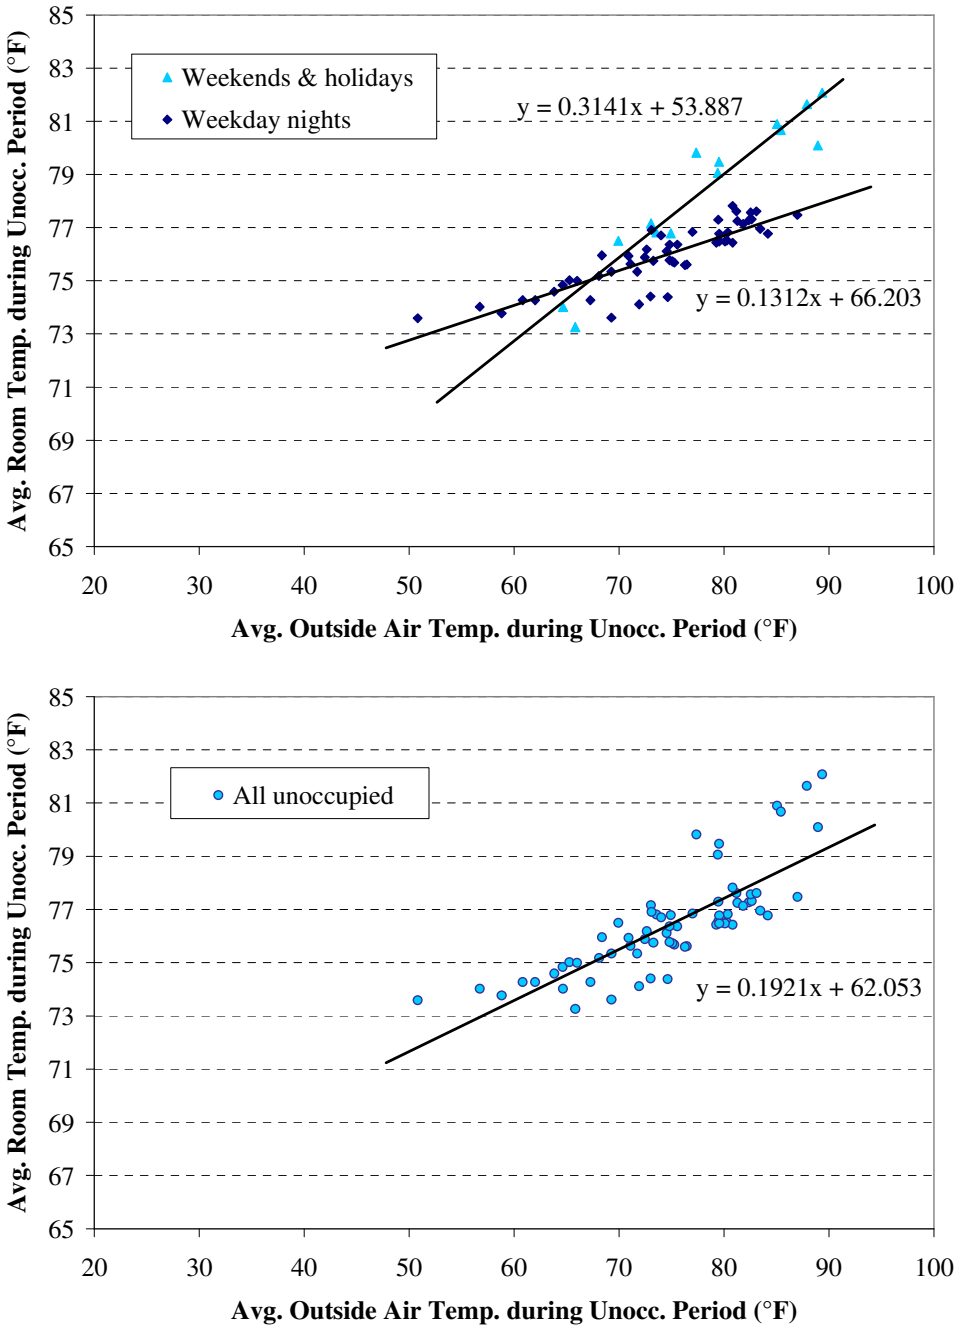 85
83
81
79
77
75
73
71
69
67
65
Avg. Room Temp. during Unocc. Period (°F)
Weekends & holidays
Weekday nights
y = 0.3141x + 53.887
y = 0.1312x + 66.203
20 30 40 50 60 70 80 90 100
Avg. Outside Air Temp. during Unocc. Period (°F)
85
83
81
79
77
75
73
71
69
67
65
Avg. Room Temp. during Unocc. Period (°F)
All unoccupied
y = 0.1921x + 62.053
20 30 40 50 60 70 80 90 100
Avg. Outside Air Temp. during Unocc. Period (°F)